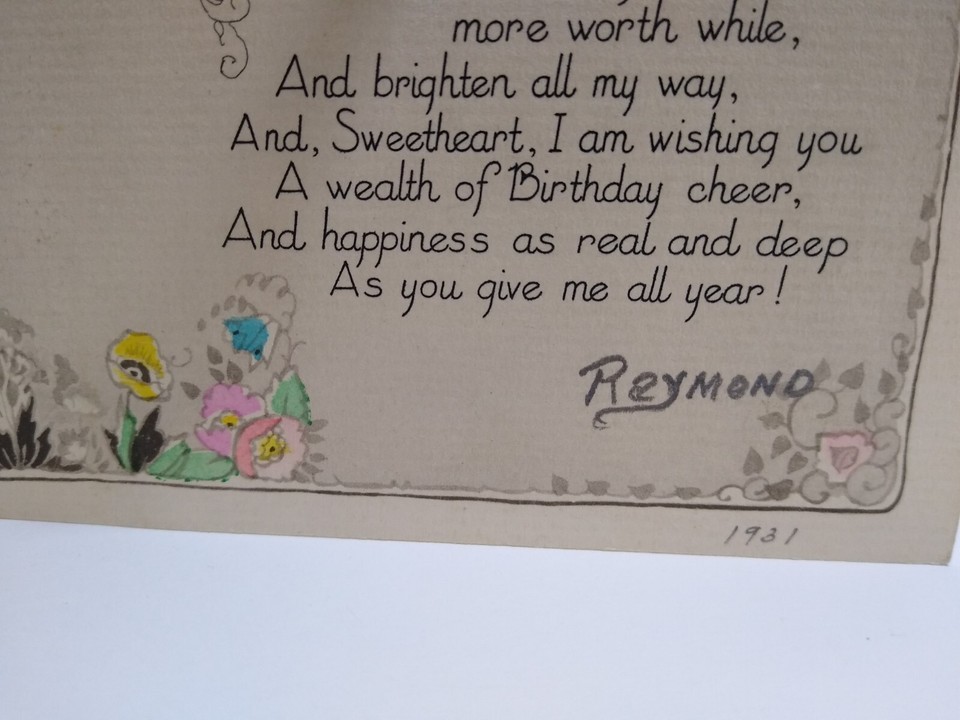 more worth while,
And brighten all my way,
And, Sweetheart, I am wishing you
A wealth of Birthday cheer,
And happiness as real and deep
As you give me all year!
REYMOND
1931